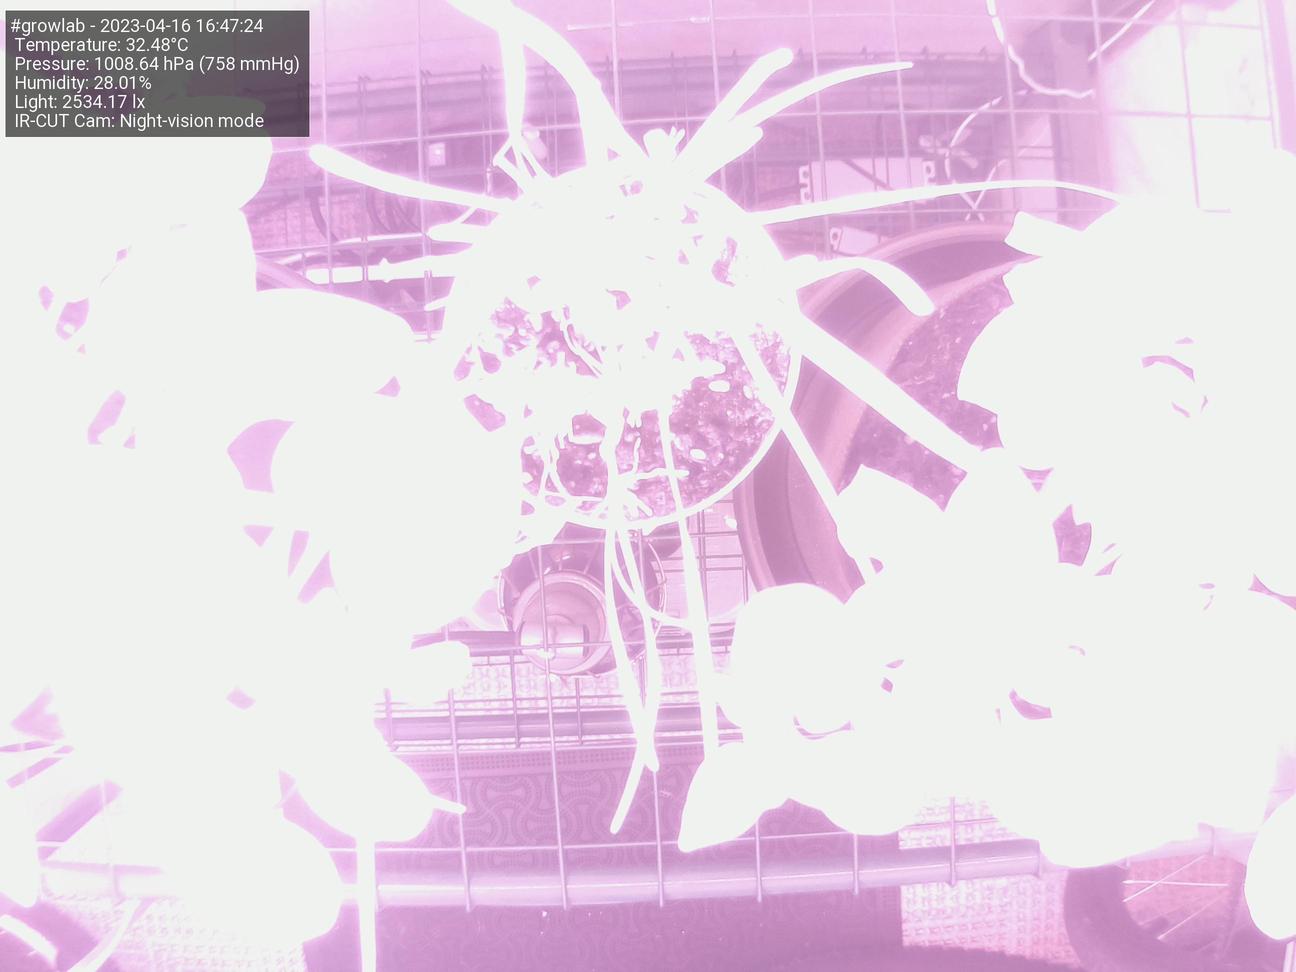 #growlab - 2023-04-16 16:47:24
Temperature: 32.48°C
Pressure: 1008.64 hPa (758 mmHg)
Humidity: 28.01%
Light: 2534.17 lx
IR-CUT Cam: Night-vision mode